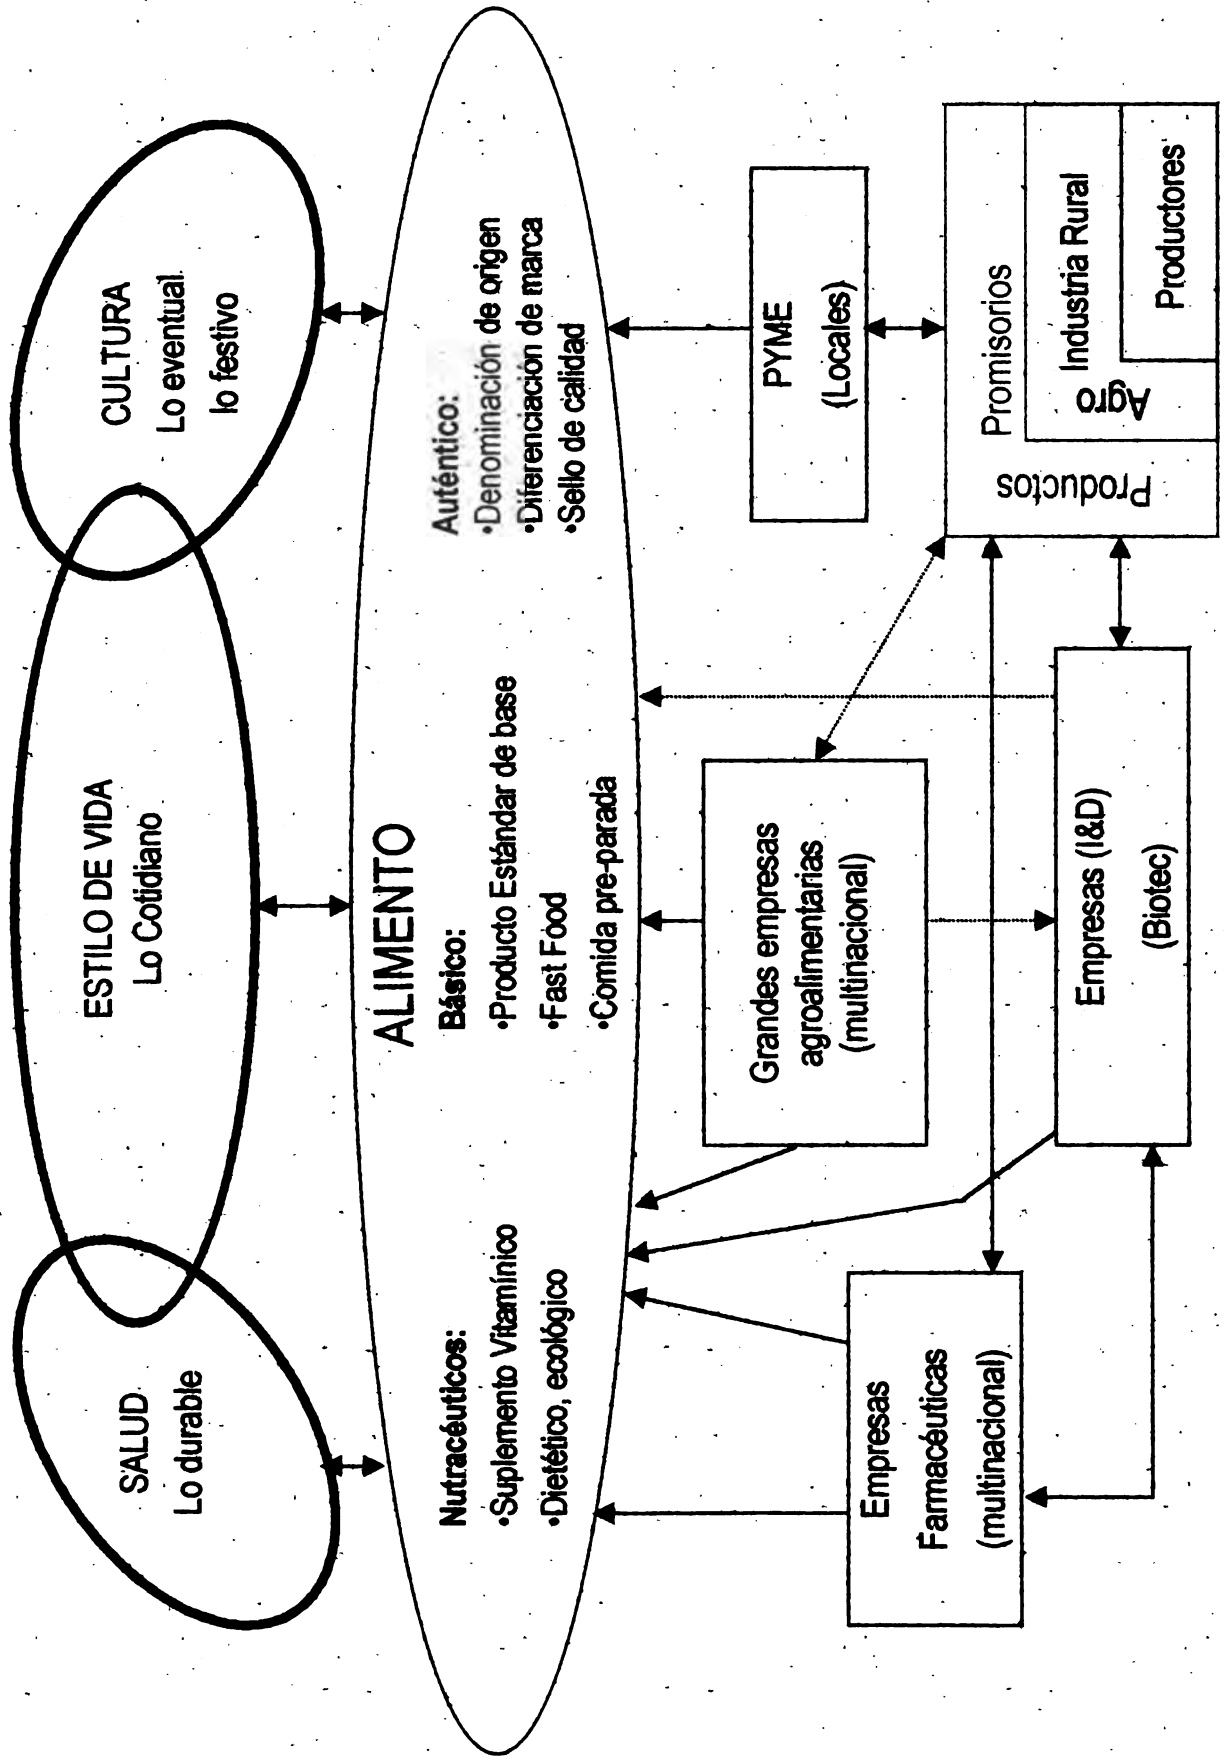 SALUD
Lo durable
ESTILO DE VIDA
Lo Cotidiano
CULTURA
Lo eventual
lo festivo
ALIMENTO
Nutracéuticos:
•Suplemento Vitamínico
•Dietético, ecológico
Básico:
•Producto Estándar de base
•Fast Food
•Comida pre-parada
Auténtico:
•Denominación de origen
•Diferenciación de marca
•Sello de calidad
Empresas
Farmacéuticas
(multinacional)
Grandes empresas
agroalimentarias
(multinacional)
PYME
(Locales)
Empresas (I&D)
(Biotec)
Productos
Promisorios
Agro
Industria Rural
Productores